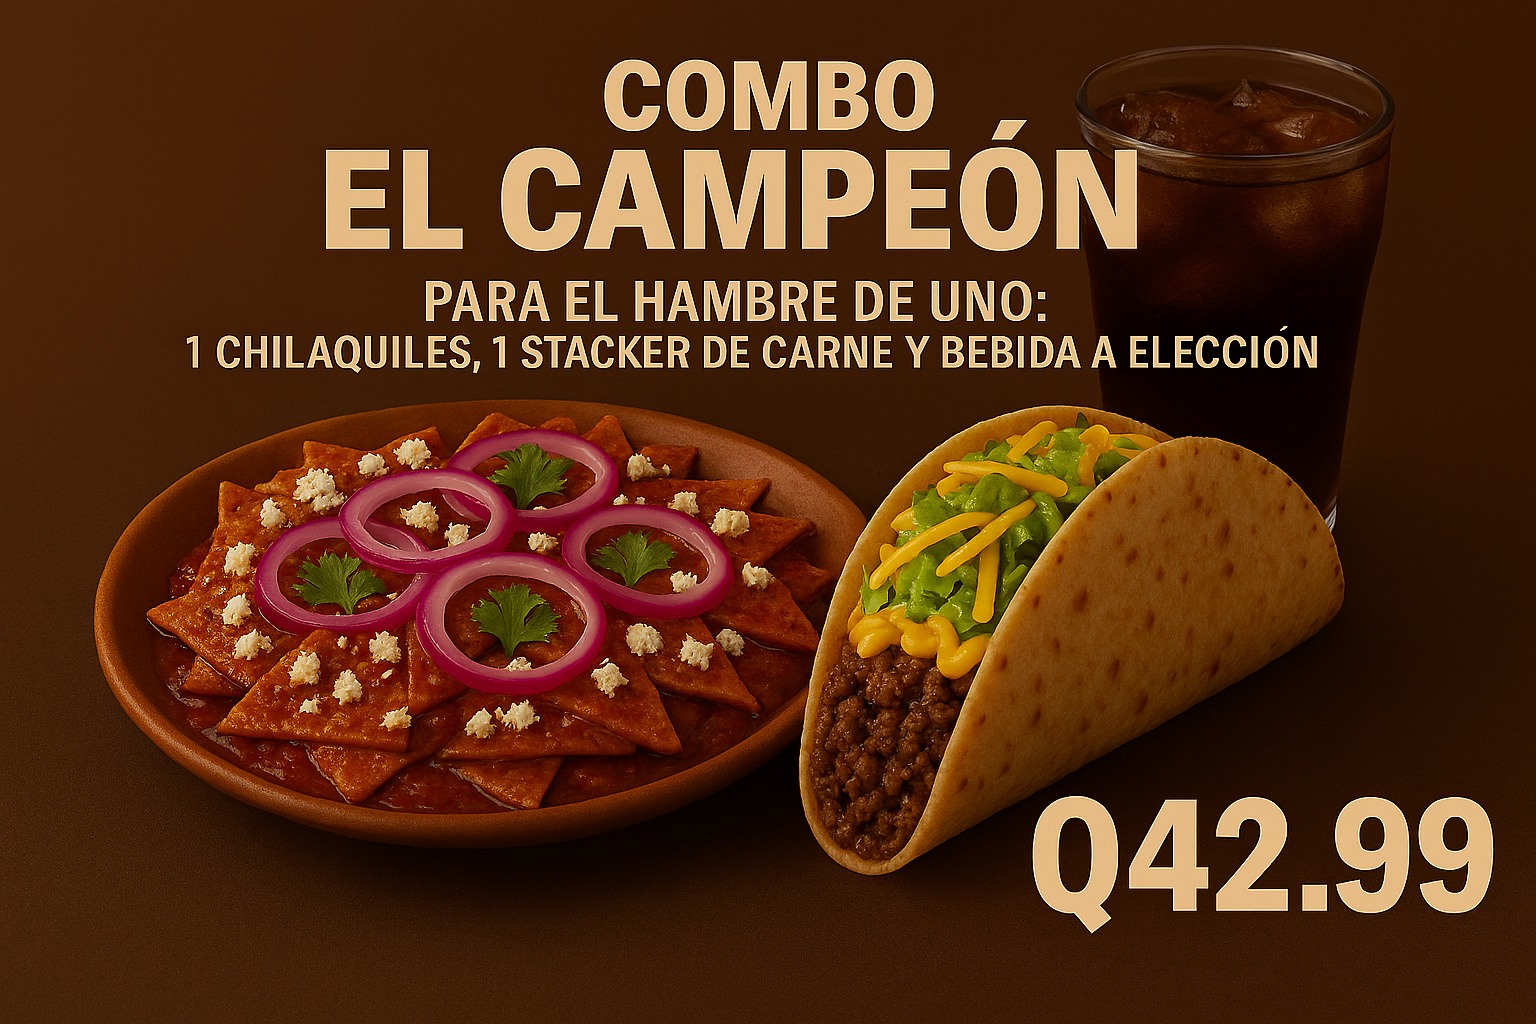 COMBO
EL CAMPEÓN
PARA EL HAMBRE DE UNO:
1 CHILAQUILES, 1 STACKER DE CARNE Y BEBIDA A ELECCIÓN
Q42.99